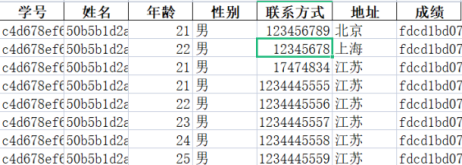 学号 姓名 年龄 性别 联系方式 地址 成绩
c4d678ef6 50b5b1d2a 21 男 123456789 北京 fdcd1bd07
c4d678ef6 50b5b1d2a 22 男 12345678 上海 fdcd1bd07
c4d678ef6 50b5b1d2a 21 男 17474834 江苏 fdcd1bd07
c4d678ef6 50b5b1d2a 21 男 1234445555 江苏 fdcd1bd07
c4d678ef6 50b5b1d2a 22 男 1234445556 江苏 fdcd1bd07
c4d678ef6 50b5b1d2a 23 男 1234445557 江苏 fdcd1bd07
c4d678ef6 50b5b1d2a 24 男 1234445558 江苏 fdcd1bd07
c4d678ef6 50b5b1d2a 25 男 1234445559 江苏 fdcd1bd07